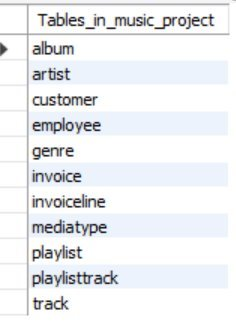 Tables_in_music_project
album
artist
customer
employee
genre
invoice
invoiceline
mediatype
playlist
playlisttrack
track